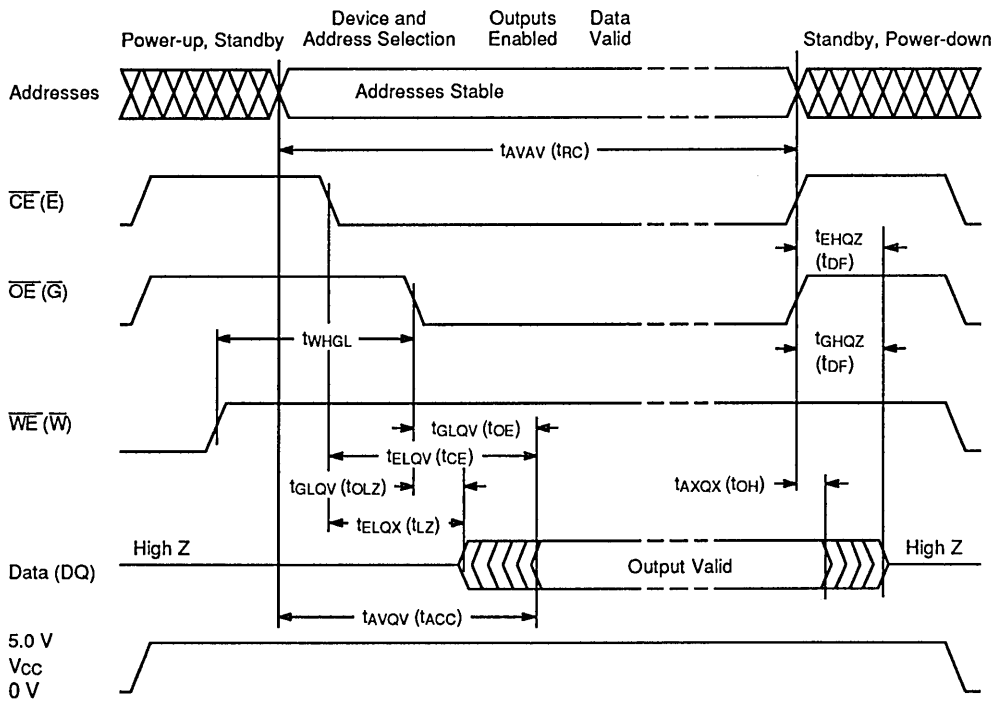 Power-up, Standby
Device and
Address Selection
Outputs
Enabled
Data
Valid
Standby, Power-down
Addresses
Addresses Stable
tAVAV (tRC)
CE (E)
tEHQZ
(tDF)
OE (G)
tWHGL
tGHQZ
(tDF)
WE (W)
tGLQV (tOE)
tELQV (tCE)
tGLQV (tOLZ)
tAXQX (tOH)
tELQX (tLZ)
High Z
High Z
Data (DQ)
Output Valid
tAVQV (tACC)
5.0 V
VCC
0 V